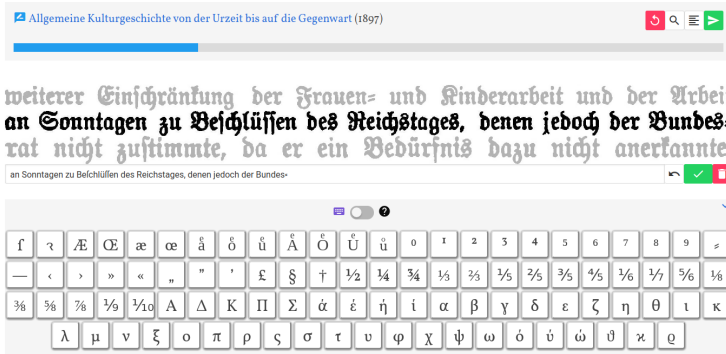 Allgemeine Kulturgeschichte von der Urzeit bis auf die Gegenwart (1897)
weiterer Einſchränkung der Frauen⸗ und Kinderarbeit und der Arbei
an Sonntagen zu Beſchlüſſen des Reichstages, denen jedoch der Bundes⸗
rat nicht zuſtimmte, da er ein Bedürfnis dazu nicht anerkannte
an Sonntagen zu Beſchlüſſen des Reichstages, denen jedoch der Bundes⸗
ſ ꝛ Æ Œ æ œ aͤ oͤ uͤ Aͤ Oͤ Uͤ uͦ 0 1 2 3 4 5 6 7 8 9 ⸗
— ‹ › » « „ ” ’ £ § † ½ ¼ ¾ ⅓ ⅔ ⅕ ⅖ ⅗ ⅘ ⅙ ⅐ ⅚ ⅛
⅜ ⅝ ⅞ ⅑ ⅒ Α Δ Κ Π Σ ά έ ή ί α β γ δ ε ζ η θ ι κ
λ μ ν ξ ο π ρ ς σ τ υ φ χ ψ ω ό ύ ώ ϑ ϰ ϱ